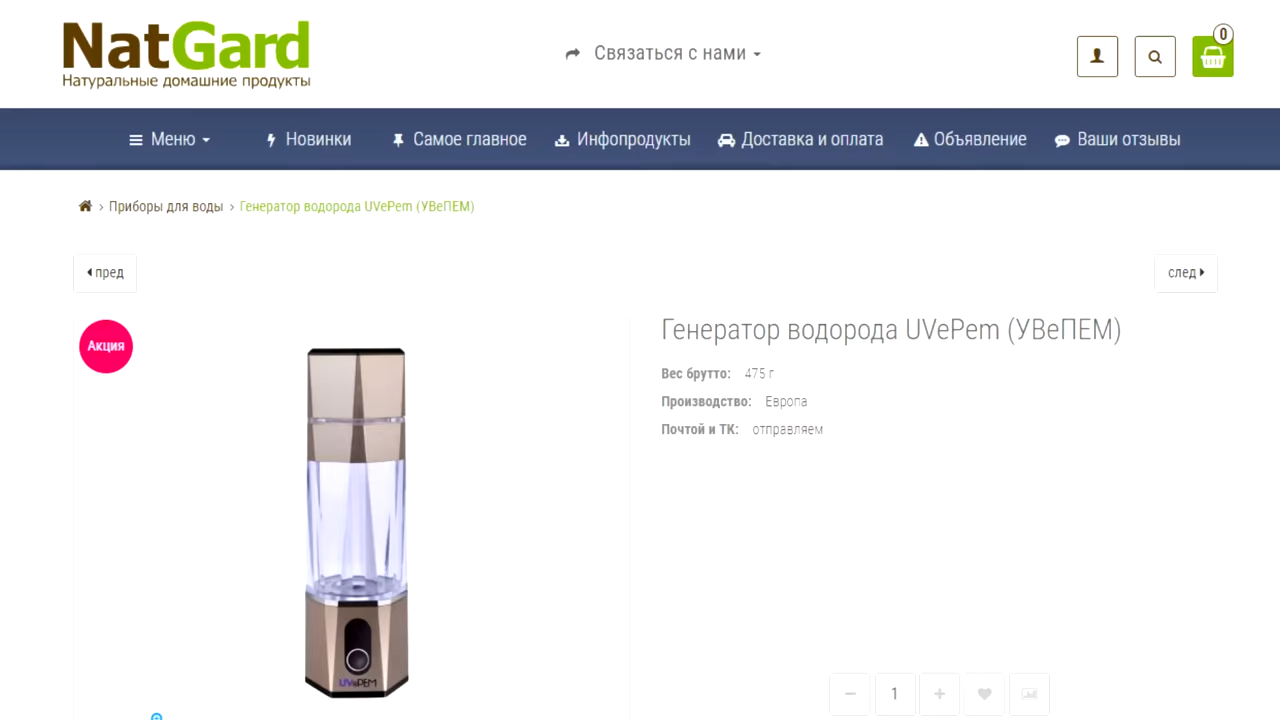 NatGard
Натуральные домашние продукты
Связаться с нами
0
Меню
Новинки
Самое главное
Инфопродукты
Доставка и оплата
Объявление
Ваши отзывы
Приборы для воды
Генератор водорода UVePem (УВеПЕМ)
пред
след
Акция
Генератор водорода UVePem (УВеПЕМ)
Вес брутто: 475 г
Производство: Европа
Почтой и ТК: отправляем
UVePEM
1